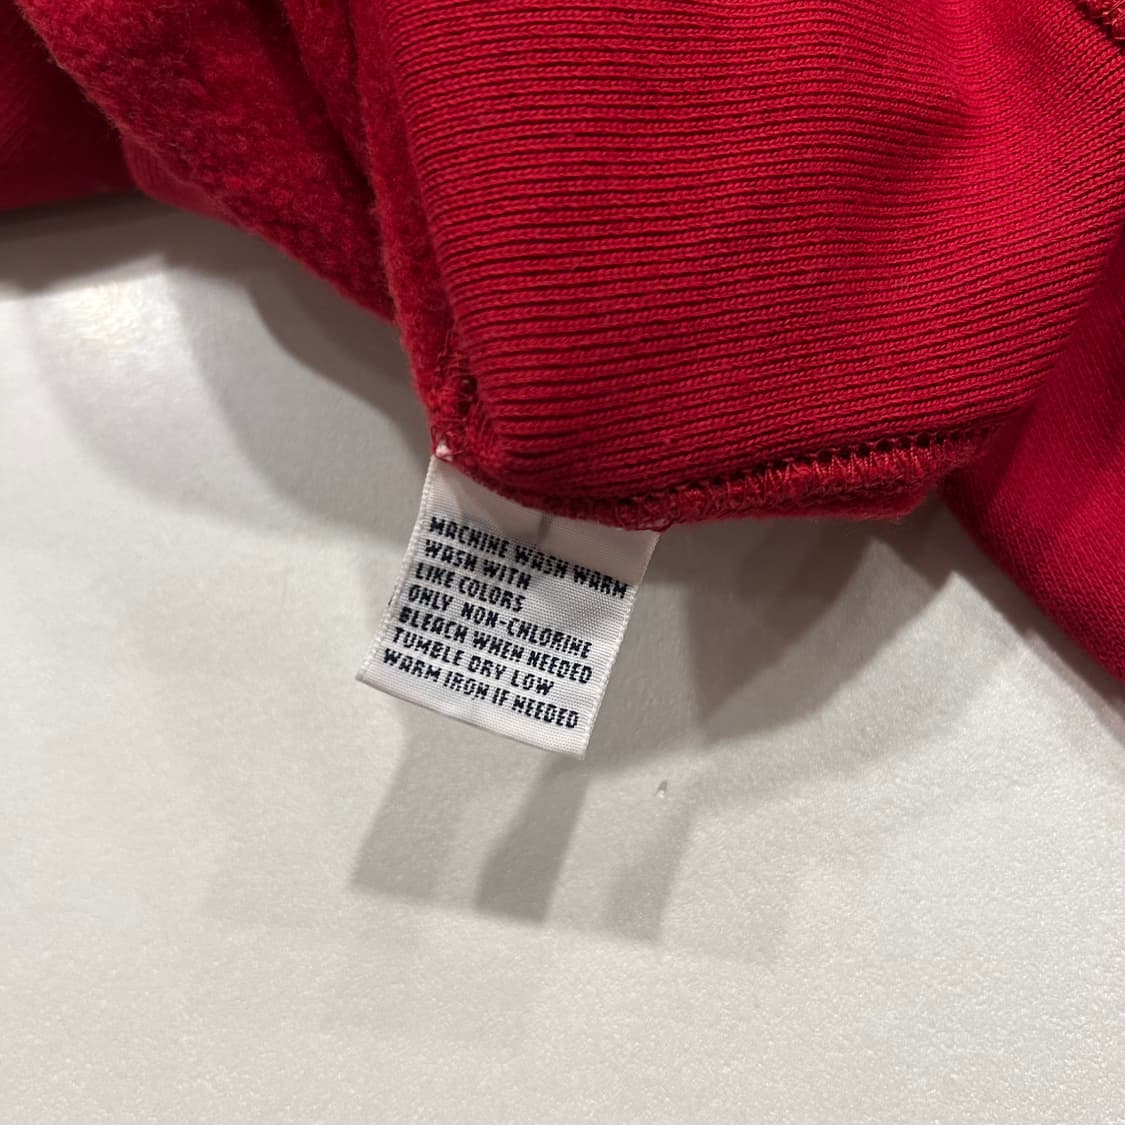 MACHINE WASH WARM
WASH WITH
LIKE COLORS
ONLY NON-CHLORINE
BLEACH WHEN NEEDED
TUMBLE DRY LOW
WARM IRON IF NEEDED